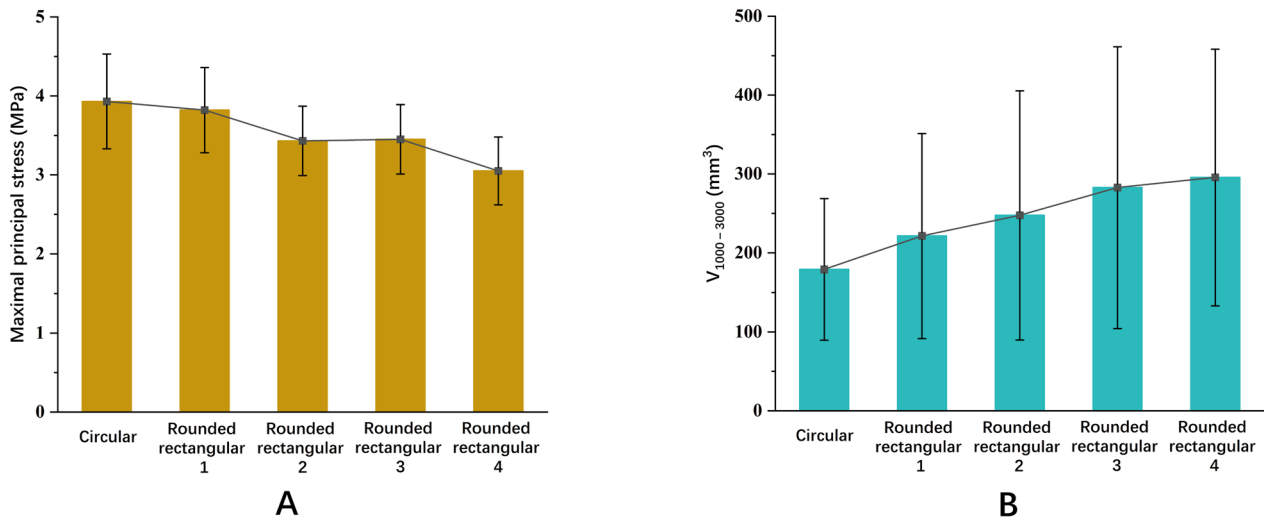 5
4
3
2
1
0
Maximal principal stress (MPa)
Circular
Rounded
rectangular
1
Rounded
rectangular
2
Rounded
rectangular
3
Rounded
rectangular
4
A
500
400
300
200
100
0
V1000－3000 (mm³)
Circular
Rounded
rectangular
1
Rounded
rectangular
2
Rounded
rectangular
3
Rounded
rectangular
4
B